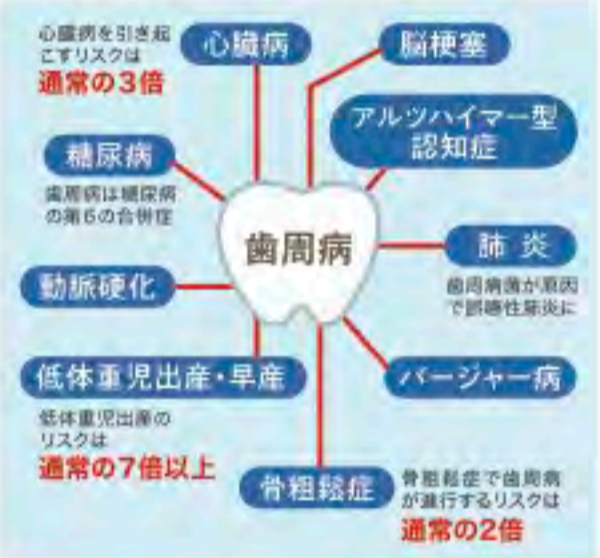 心臓病を引き起
こすリスクは
通常の3倍
心臓病
脳梗塞
アルツハイマー型
認知症
糖尿病
歯周病は糖尿病
の第6の合併症
歯周病
肺炎
歯周病菌が原因
で誤嚥性肺炎に
動脈硬化
低体重児出産・早産
低体重児出産の
リスクは
通常の7倍以上
バージャー病
骨粗鬆症
骨粗鬆症で歯周病
が進行するリスクは
通常の2倍